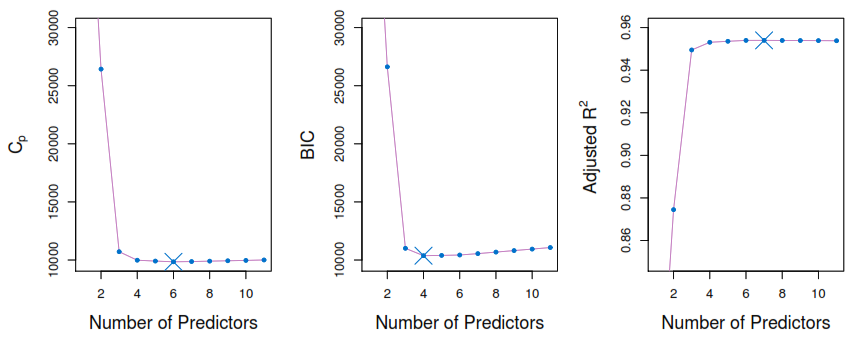 30000
25000
20000
15000
10000
Cp
2 4 6 8 10
Number of Predictors
30000
25000
20000
15000
10000
BIC
2 4 6 8 10
Number of Predictors
0.96
0.94
0.92
0.90
0.88
0.86
Adjusted R²
2 4 6 8 10
Number of Predictors